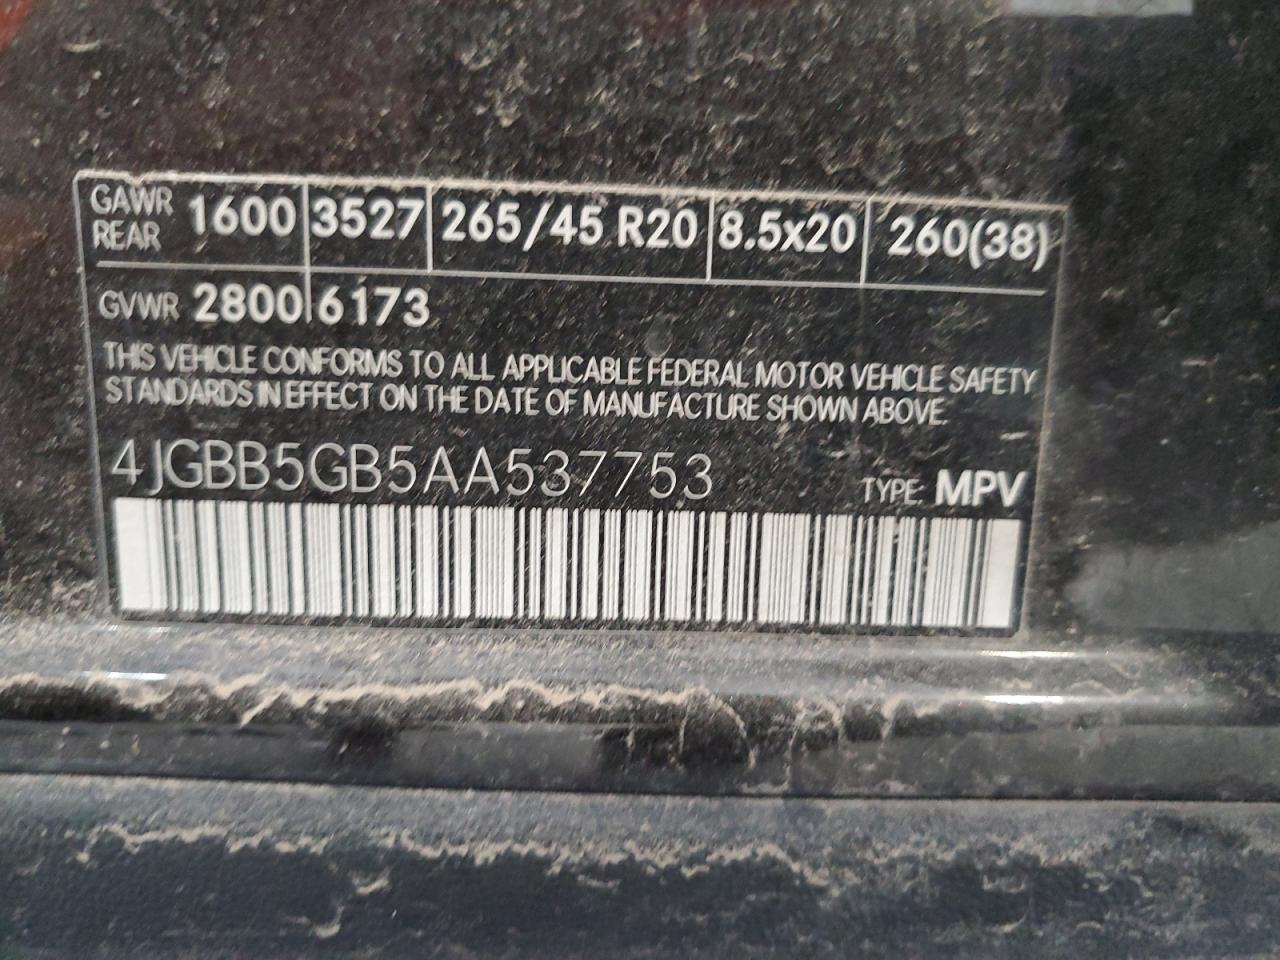 GAWR REAR 1600 3527 265/45 R20 8.5x20 260(38)
GVWR 2800 6173
THIS VEHICLE CONFORMS TO ALL APPLICABLE FEDERAL MOTOR VEHICLE SAFETY
STANDARDS IN EFFECT ON THE DATE OF MANUFACTURE SHOWN ABOVE.
4JGBB5GB5AA537753 TYPE: MPV